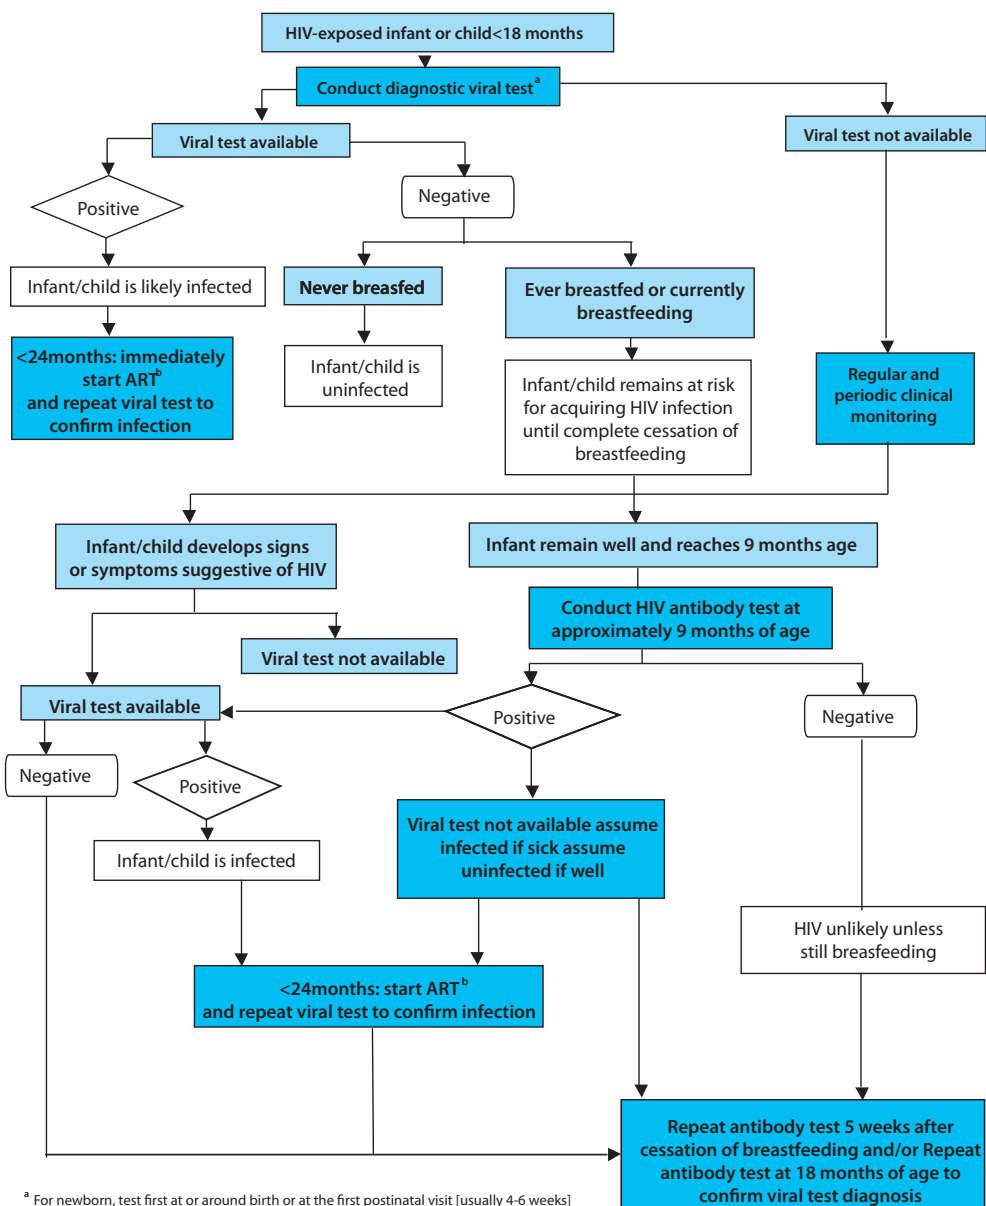 HIV-exposed infant or child<18 months
Conduct diagnostic viral test a
Viral test available
Viral test not available
Positive
Negative
Infant/child is likely infected
Never breasfed
Ever breastfed or currently
breastfeeding
<24months: immediately
start ART b
and repeat viral test to
confirm infection
Infant/child is
uninfected
Infant/child remains at risk
for acquiring HIV infection
until complete cessation of
breastfeeding
Regular and
periodic clinical
monitoring
Infant/child develops signs
or symptoms suggestive of HIV
Infant remain well and reaches 9 months age
Conduct HIV antibody test at
approximately 9 months of age
Viral test not available
Viral test available
Positive
Negative
Negative
Positive
Viral test not available assume
infected if sick assume
uninfected if well
Infant/child is infected
HIV unlikely unless
still breasfeeding
<24months: start ART b
and repeat viral test to confirm infection
Repeat antibody test 5 weeks after
cessation of breastfeeding and/or Repeat
antibody test at 18 months of age to
confirm viral test diagnosis
a For newborn, test first at or around birth or at the first postinatal visit [usually 4-6 weeks]